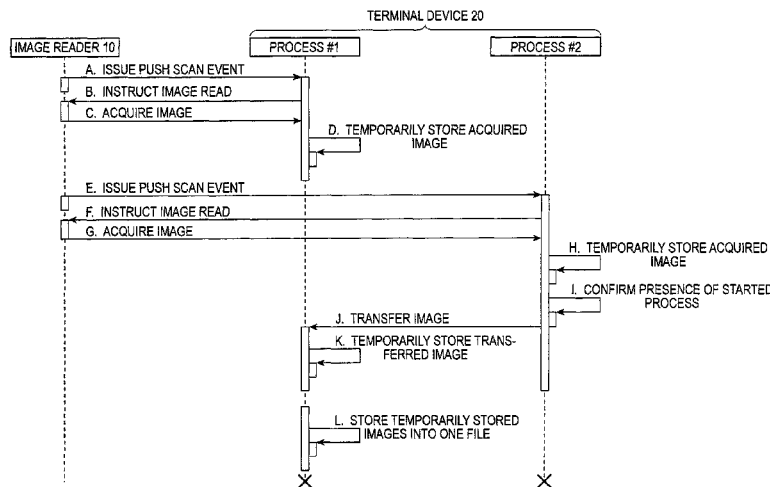 TERMINAL DEVICE 20
IMAGE READER 10
PROCESS #1
PROCESS #2
A. ISSUE PUSH SCAN EVENT
B. INSTRUCT IMAGE READ
C. ACQUIRE IMAGE
D. TEMPORARILY STORE ACQUIRED
IMAGE
E. ISSUE PUSH SCAN EVENT
F. INSTRUCT IMAGE READ
G. ACQUIRE IMAGE
H. TEMPORARILY STORE ACQUIRED
IMAGE
I. CONFIRM PRESENCE OF STARTED
PROCESS
J. TRANSFER IMAGE
K. TEMPORARILY STORE TRANS-
FERRED IMAGE
L. STORE TEMPORARILY STORED
IMAGES INTO ONE FILE